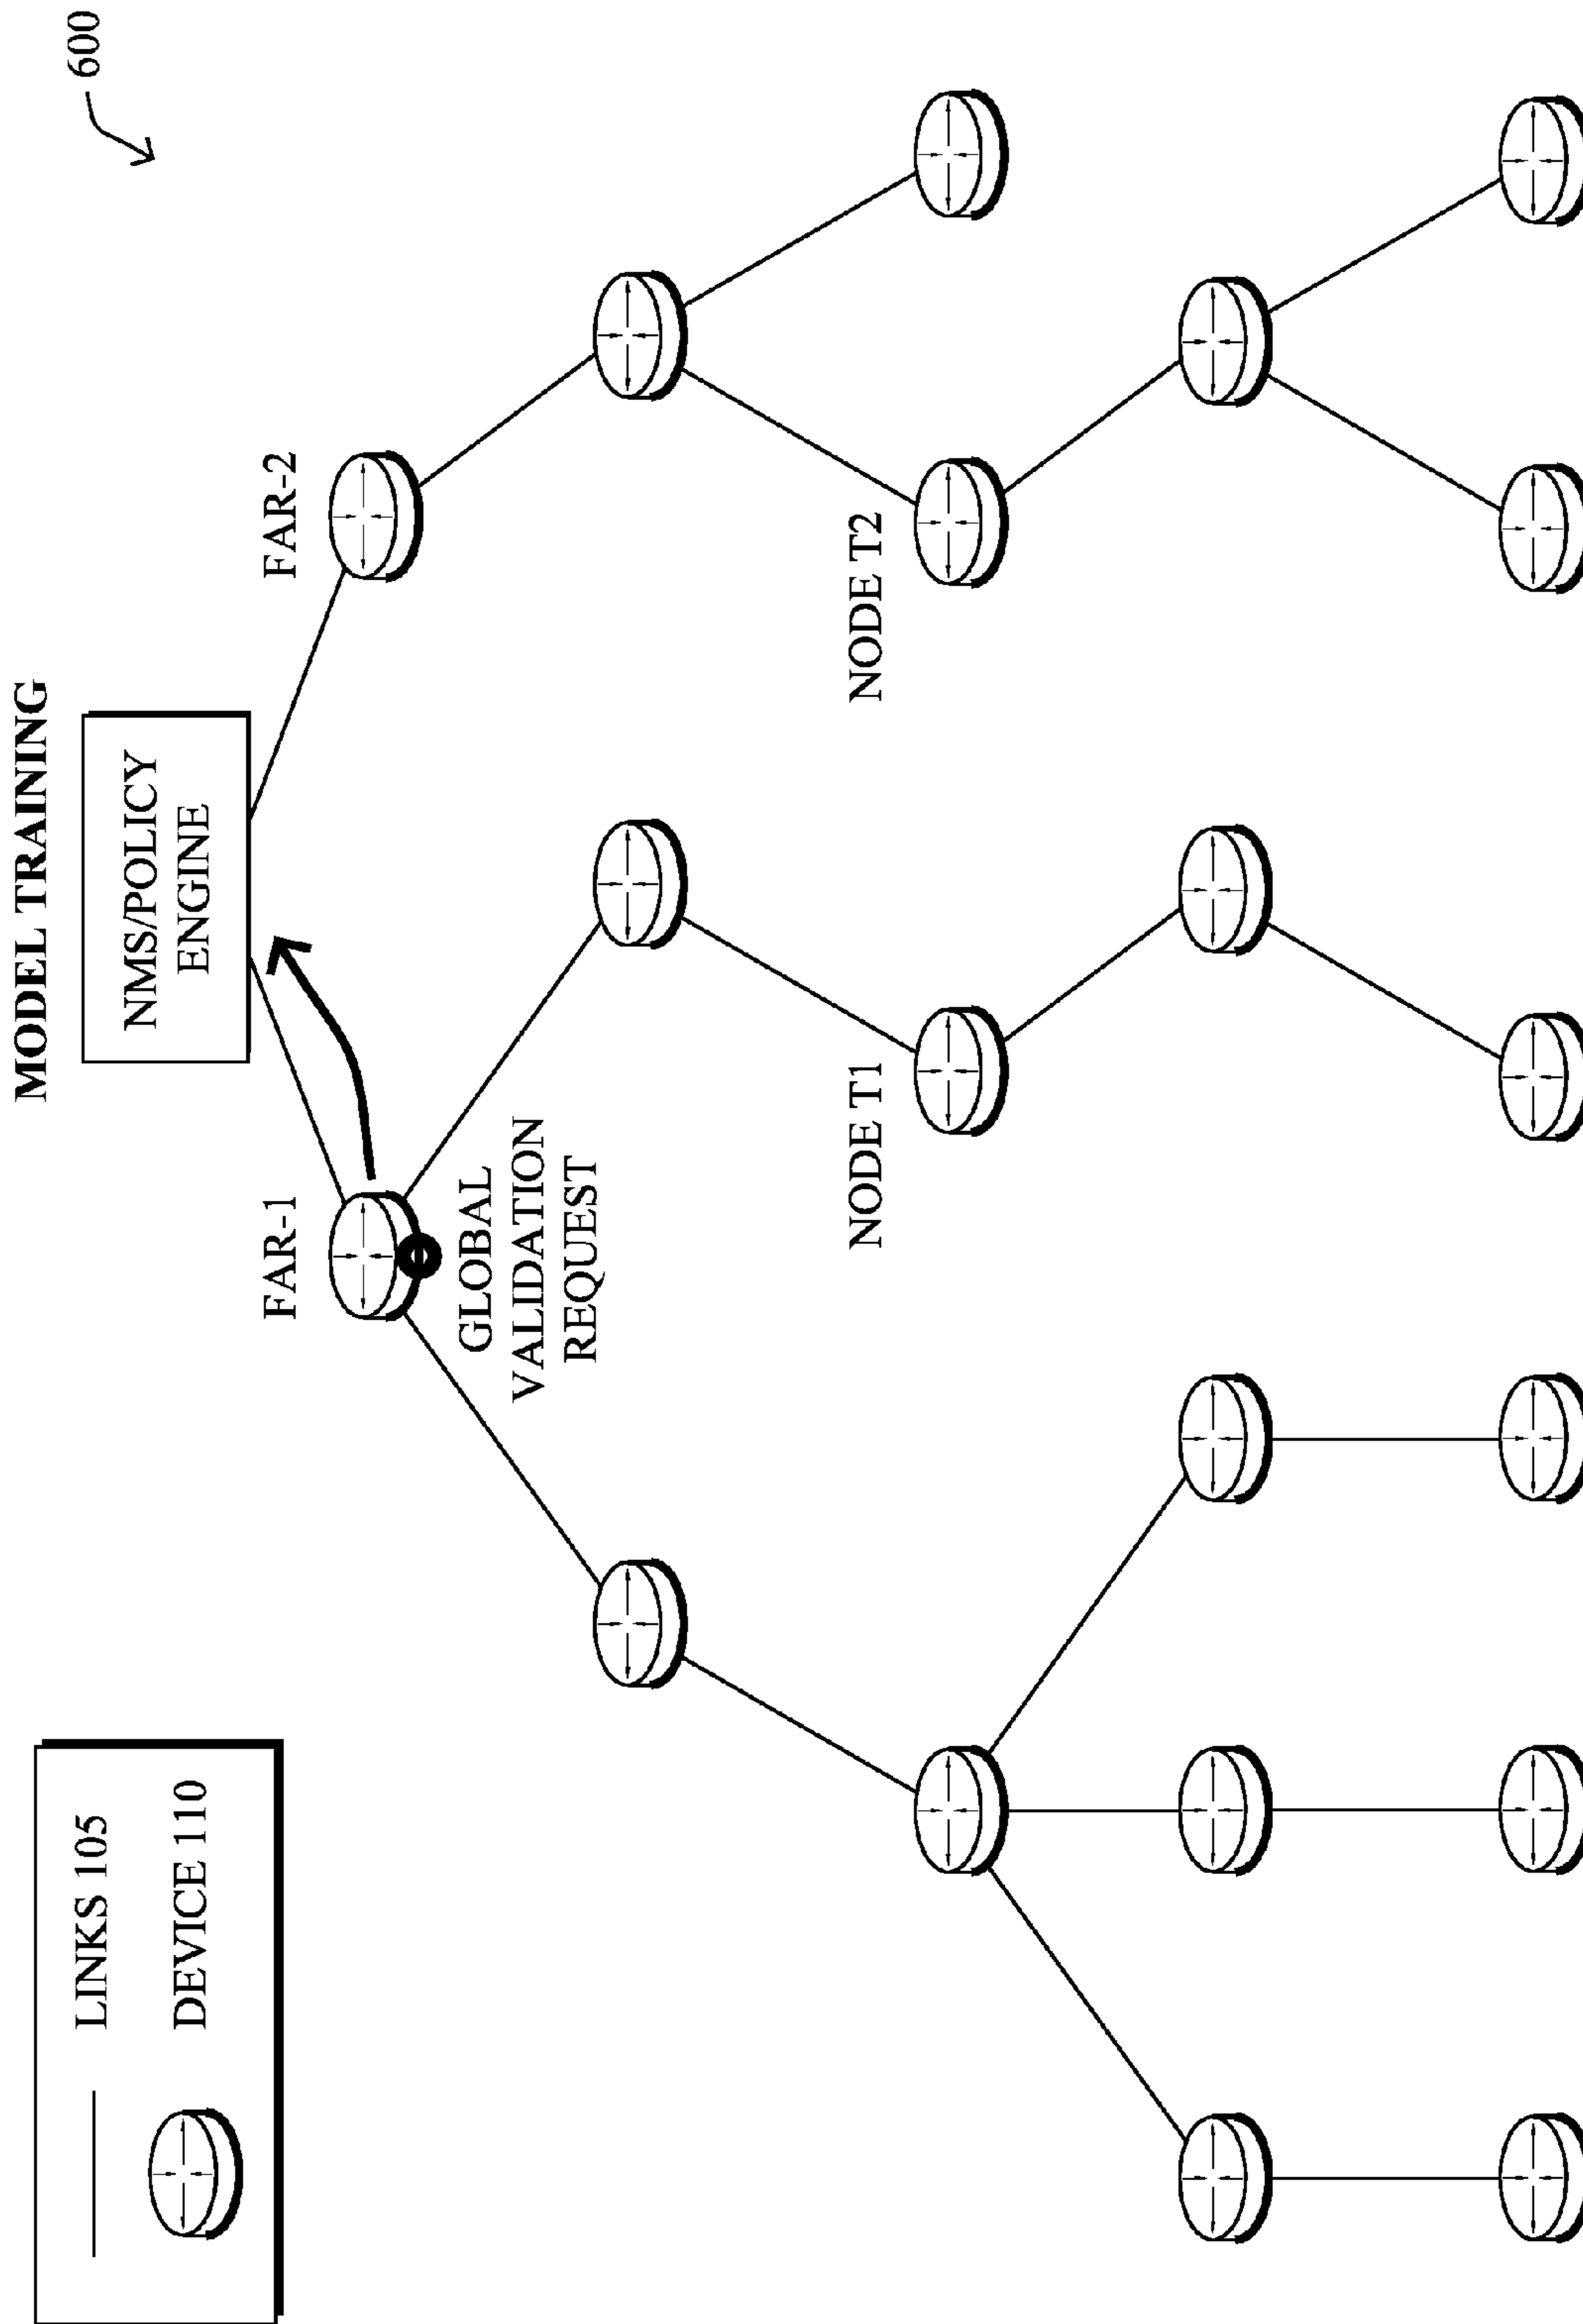 LINKS 105
DEVICE 110
MODEL TRAINING
NMS/POLICY
ENGINE
600
FAR-1
FAR-2
GLOBAL
VALIDATION
REQUEST
NODE T1
NODE T2